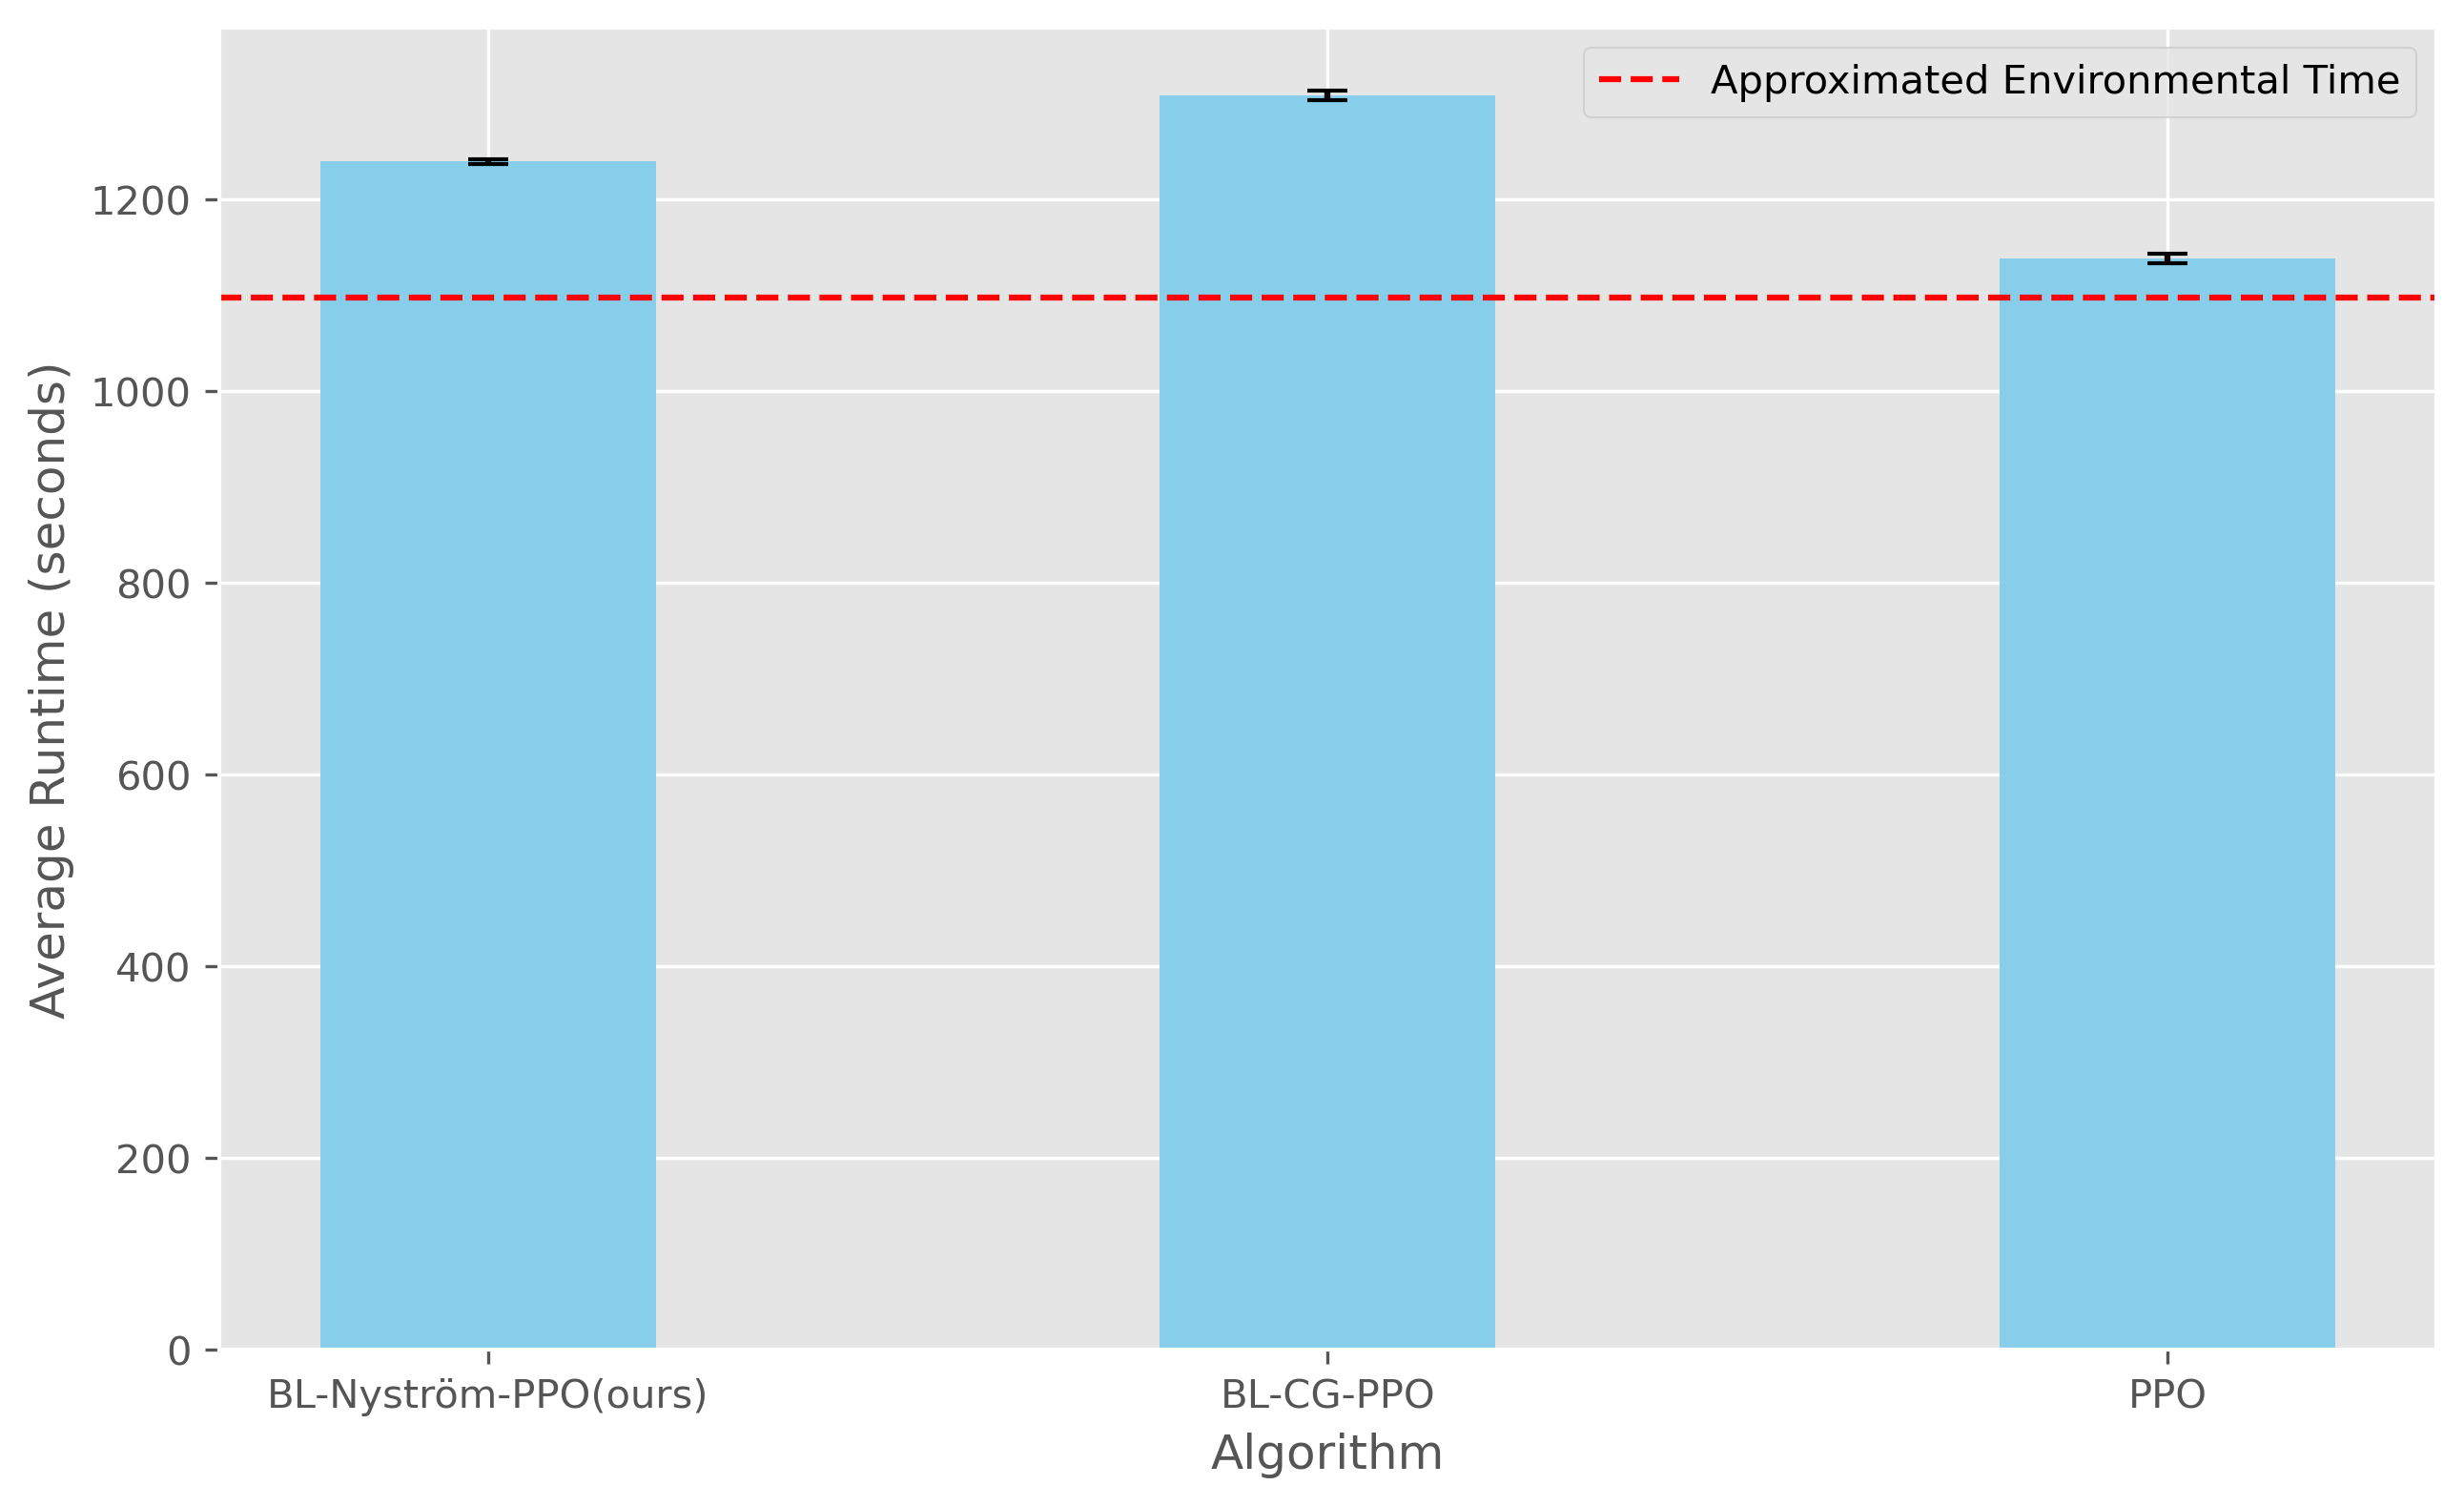 Approximated Environmental Time
Average Runtime (seconds)
1200
1000
800
600
400
200
0
BL-Nyström-PPO(ours)
BL-CG-PPO
PPO
Algorithm